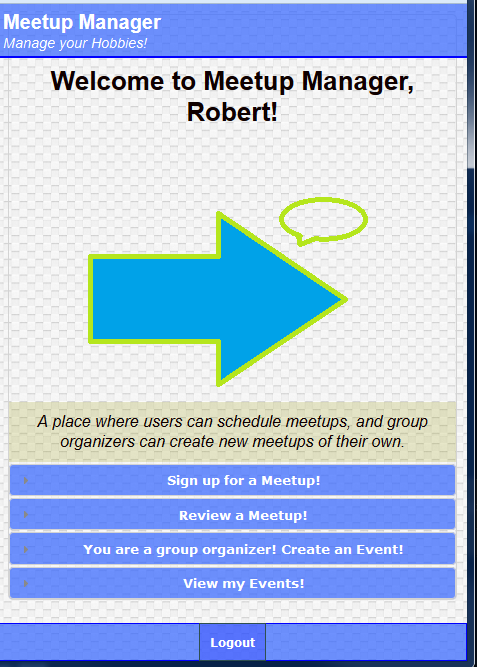 Meetup Manager
Manage your Hobbies!
Welcome to Meetup Manager,
Robert!
A place where users can schedule meetups, and group
organizers can create new meetups of their own.
Sign up for a Meetup!
Review a Meetup!
You are a group organizer! Create an Event!
View my Events!
Logout